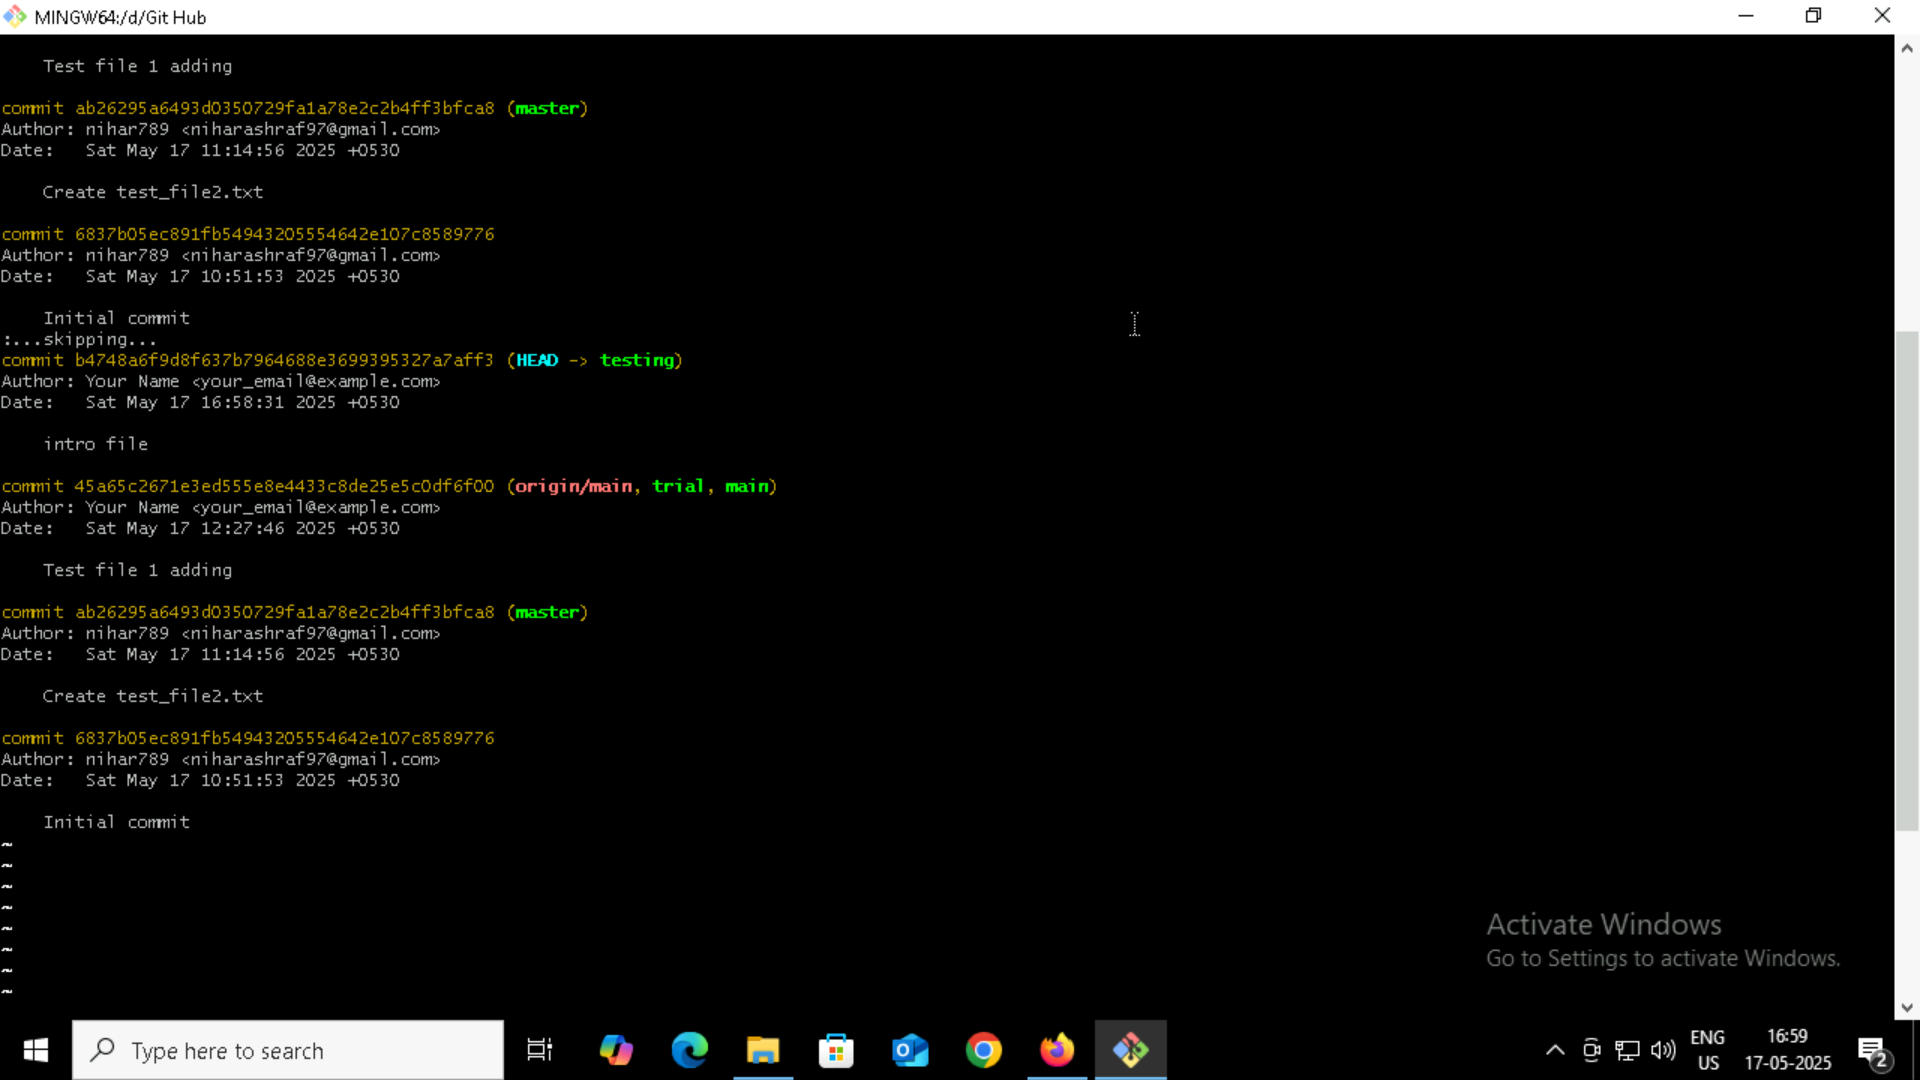 MINGW64:/d/Git Hub
Test file 1 adding
commit ab26295a6493d0350729fa1a78e2c2b4ff3bfca8 (master)
Author: nihar789 <niharashraf97@gmail.com>
Date:   Sat May 17 11:14:56 2025 +0530
Create test_file2.txt
commit 6837b05ec891fb54943205554642e107c8589776
Author: nihar789 <niharashraf97@gmail.com>
Date:   Sat May 17 10:51:53 2025 +0530
Initial commit
:...skipping...
commit b4748a6f9d8f637b7964688e3699395327a7aff3 (HEAD -> testing)
Author: Your Name <your_email@example.com>
Date:   Sat May 17 16:58:31 2025 +0530
intro file
commit 45a65c2671e3ed555e8e4433c8de25e5c0df6f00 (origin/main, trial, main)
Author: Your Name <your_email@example.com>
Date:   Sat May 17 12:27:46 2025 +0530
Test file 1 adding
commit ab26295a6493d0350729fa1a78e2c2b4ff3bfca8 (master)
Author: nihar789 <niharashraf97@gmail.com>
Date:   Sat May 17 11:14:56 2025 +0530
Create test_file2.txt
commit 6837b05ec891fb54943205554642e107c8589776
Author: nihar789 <niharashraf97@gmail.com>
Date:   Sat May 17 10:51:53 2025 +0530
Initial commit
~
~
~
~
~
~
~
~
Activate Windows
Go to Settings to activate Windows.
Type here to search
ENG
US
16:59
17-05-2025
2